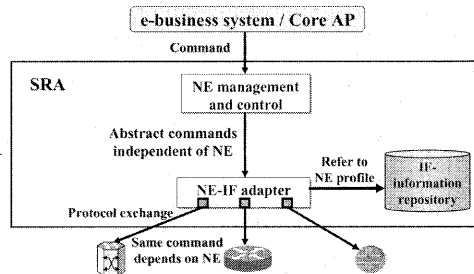 e-business system / Core AP
Command
SRA
NE management
and control
Abstract commands
independent of NE
Refer to
NE profile
IF-
information
repository
NE-IF adapter
Protocol exchange
Same command
depends on NE